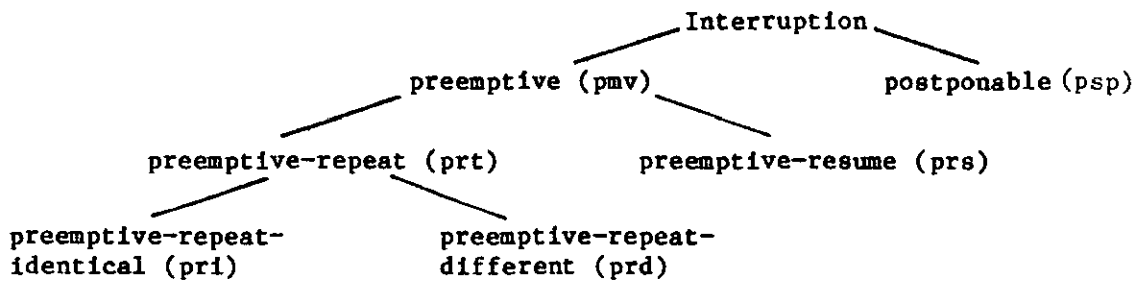 Interruption
preemptive (pmv) postponable (psp)
preemptive-repeat (prt) preemptive-resume (prs)
preemptive-repeat- preemptive-repeat-
identical (pri) different (prd)